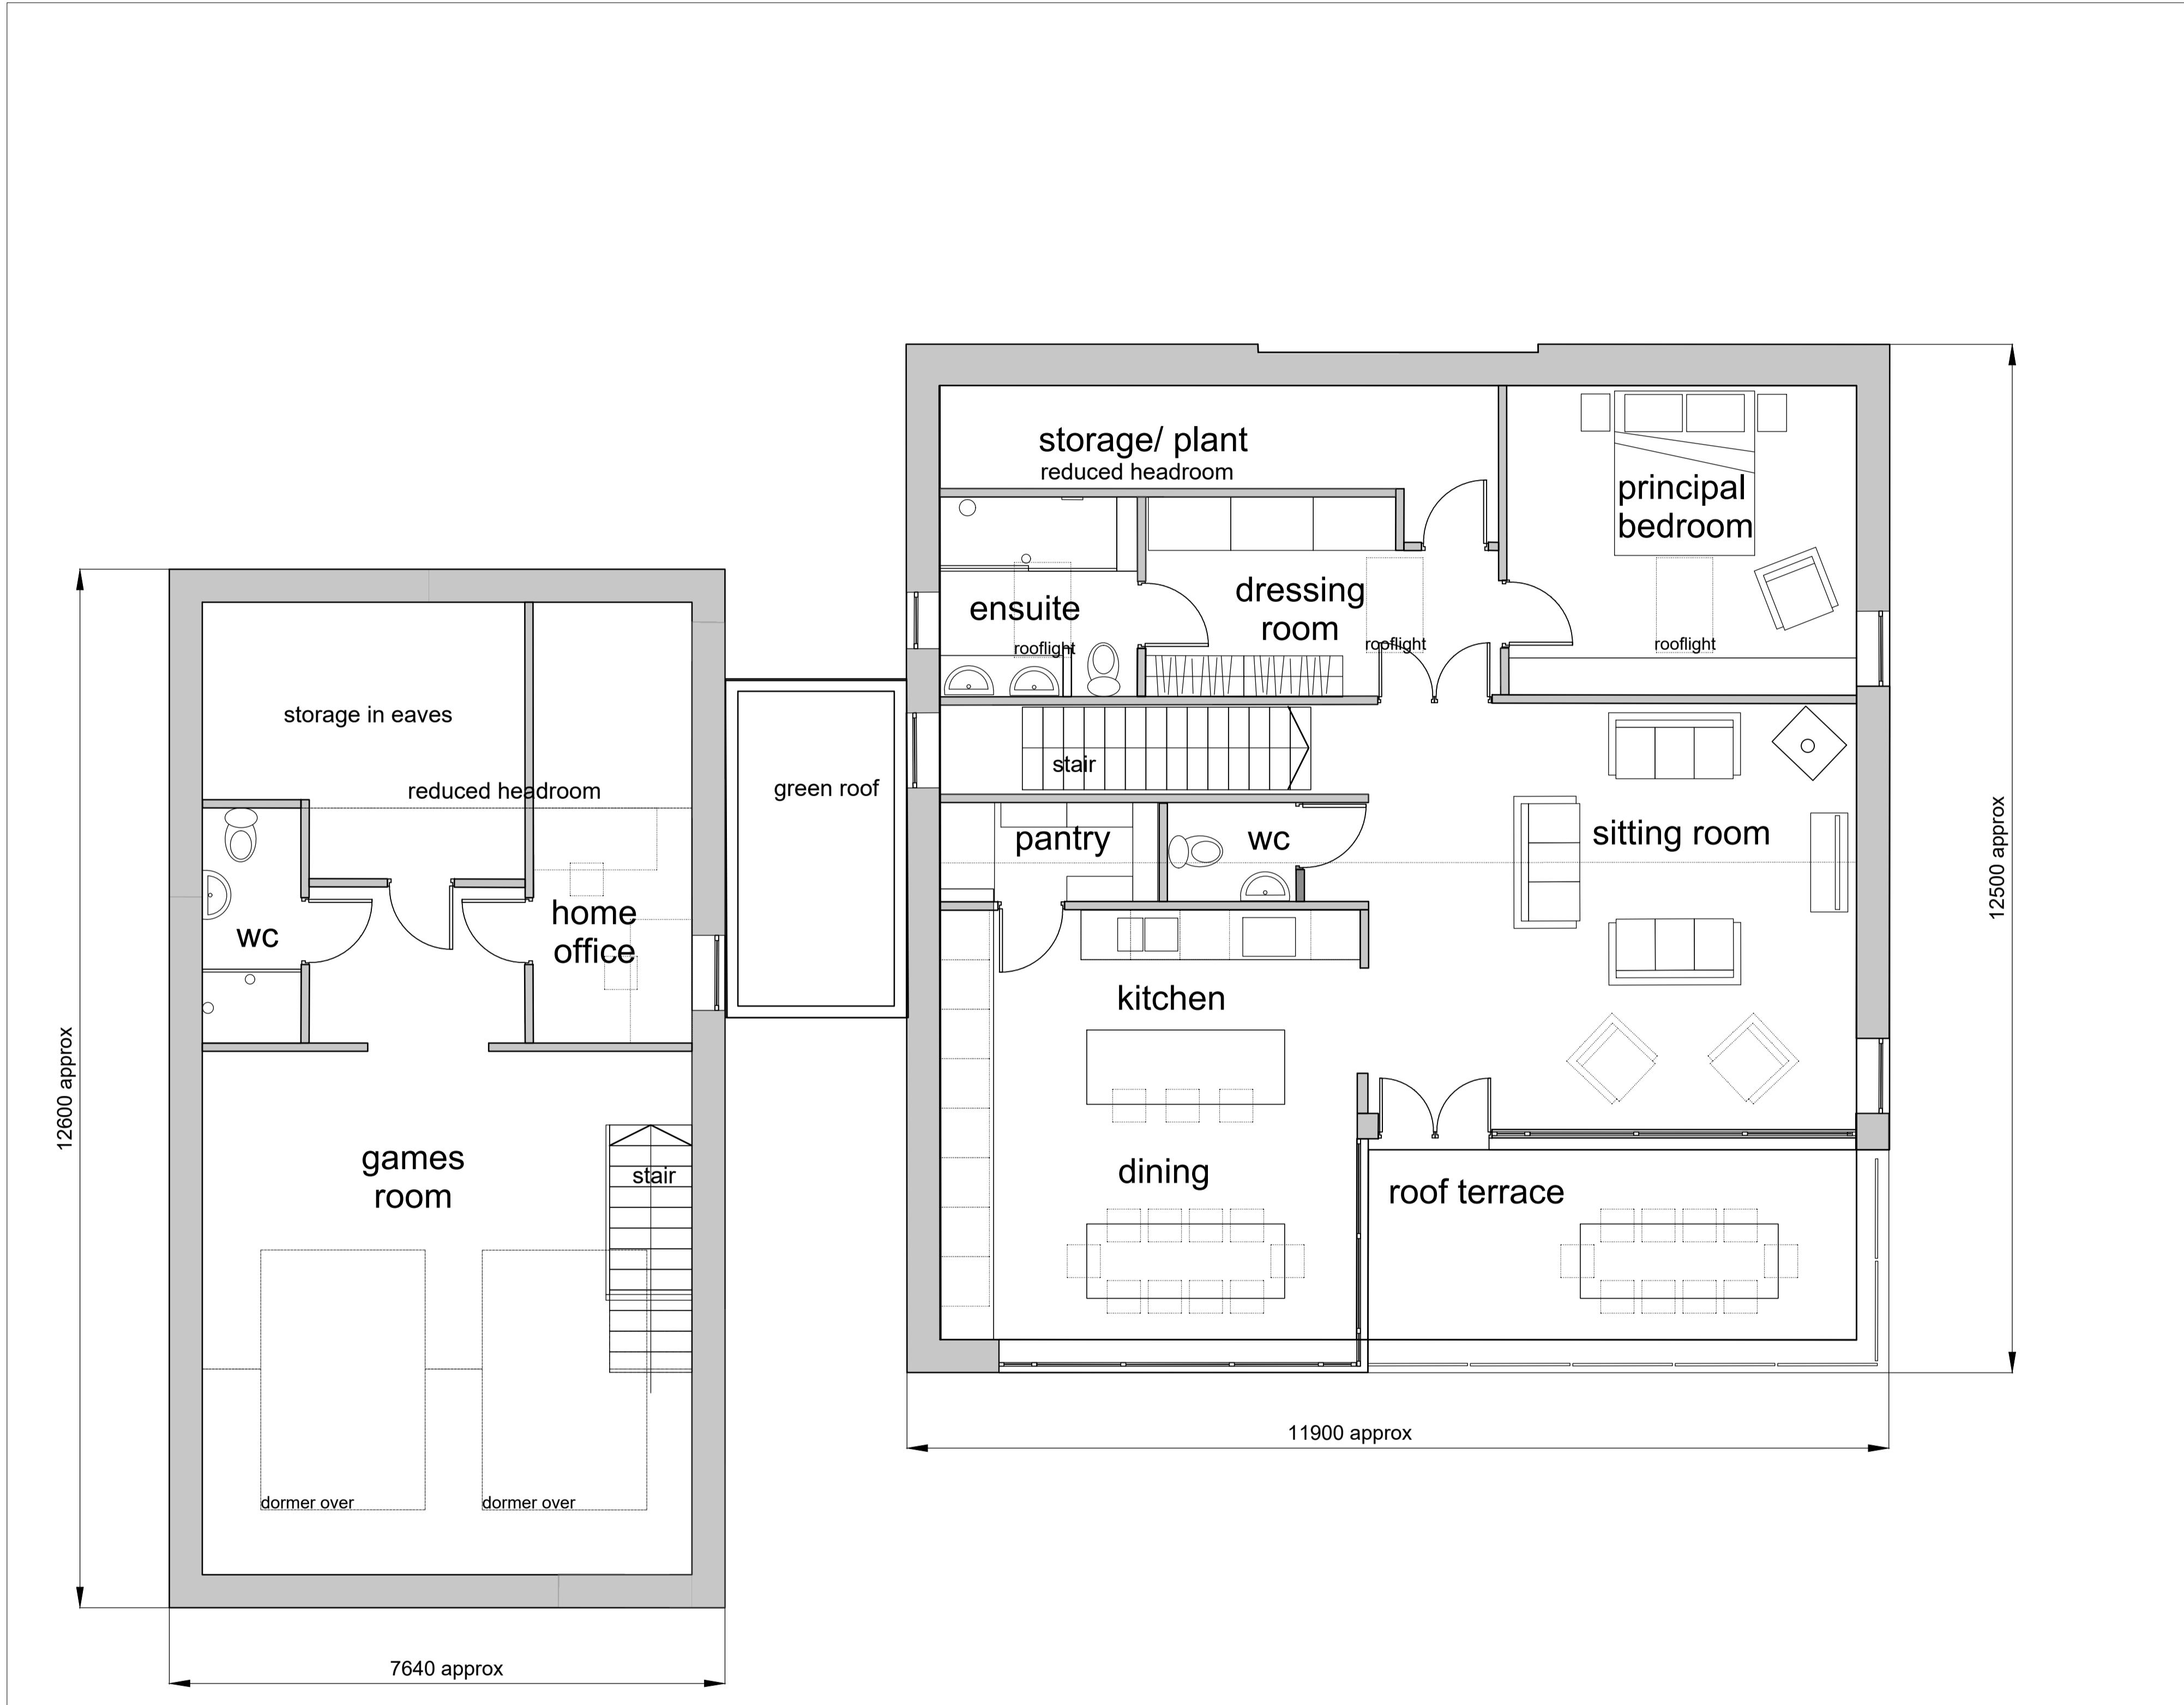 storage/ plant
reduced headroom
principal
bedroom
ensuite
rooflight
dressing
room
rooflight
rooflight
storage in eaves
reduced headroom
green roof
stair
pantry
wc
sitting room
wc
home
office
kitchen
12500 approx
12600 approx
games
room
stair
dining
roof terrace
dormer over
dormer over
11900 approx
7640 approx